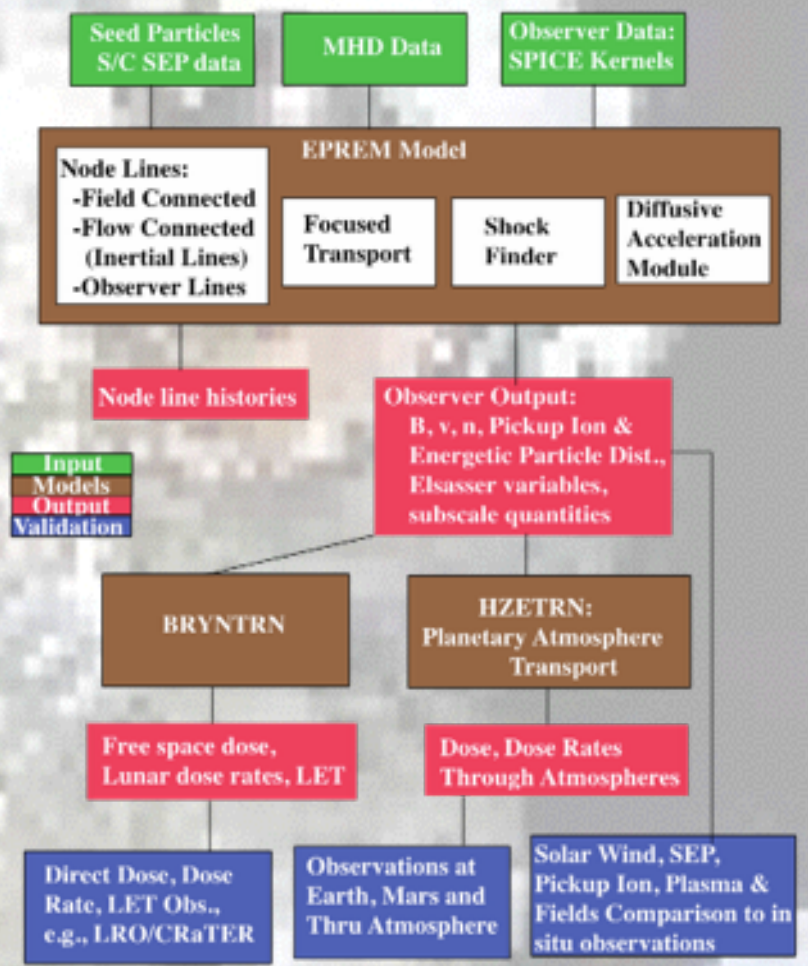 Seed Particles
S/C SEP data
MHD Data
Observer Data:
SPICE Kernels
EPREM Model
Node Lines:
-Field Connected
-Flow Connected
(Inertial Lines)
-Observer Lines
Focused
Transport
Shock
Finder
Diffusive
Acceleration
Module
Node line histories
Observer Output:
B, v, n, Pickup Ion &
Energetic Particle Dist.,
Elsasser variables,
subscale quantities
Input
Models
Output
Validation
BRYNTRN
HZETRN:
Planetary Atmosphere
Transport
Free space dose,
Lunar dose rates, LET
Dose, Dose Rates
Through Atmospheres
Direct Dose, Dose
Rate, LET Obs.,
e.g., LRO/CRaTER
Observations at
Earth, Mars and
Thru Atmosphere
Solar Wind, SEP,
Pickup Ion, Plasma &
Fields Comparison to in
situ observations